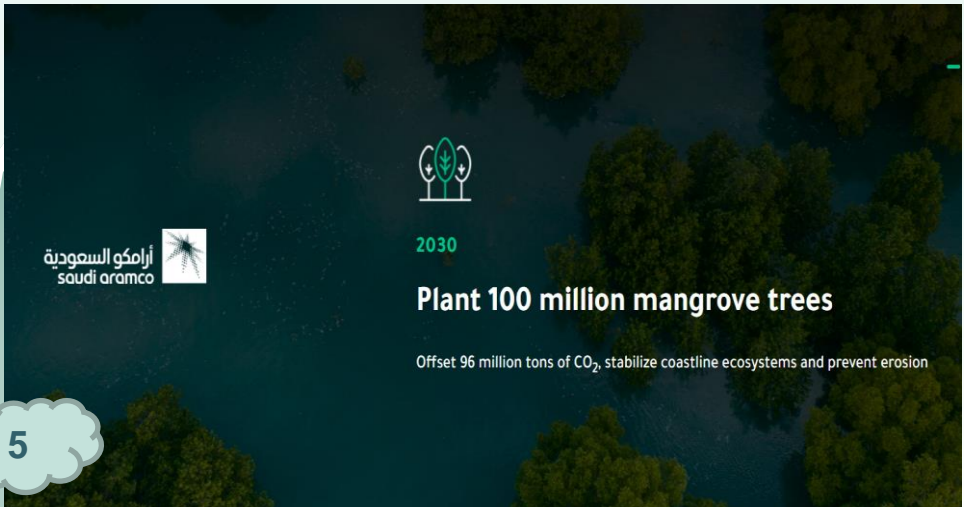 أرامكو السعودية
saudi aramco
2030
Plant 100 million mangrove trees
Offset 96 million tons of CO₂, stabilize coastline ecosystems and prevent erosion
5